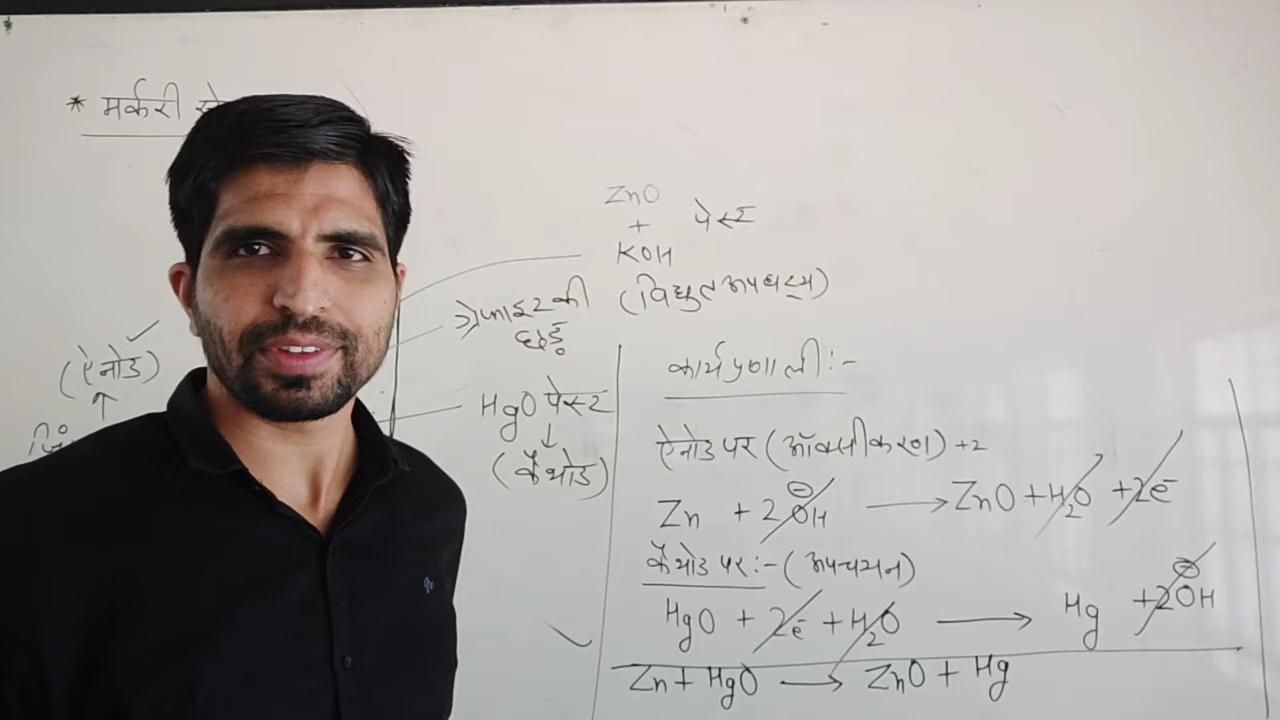 * मर्करी
ZnO
+ पेस्ट
KOH
(विद्युत अपघट्य)
ग्रेफाइट की
छड़
(ऐनोड)
↑
HgO पेस्ट
↓
(कैथोड)
कार्यप्रणाली:-
ऐनोड पर (ऑक्सीकरण) +2
Zn + 2OH⊖ → ZnO + H₂O + 2e⁻
कैथोड पर:- (अपचयन)
HgO + 2e⁻ + H₂O → Hg + 2OH⊖
Zn + HgO → ZnO + Hg